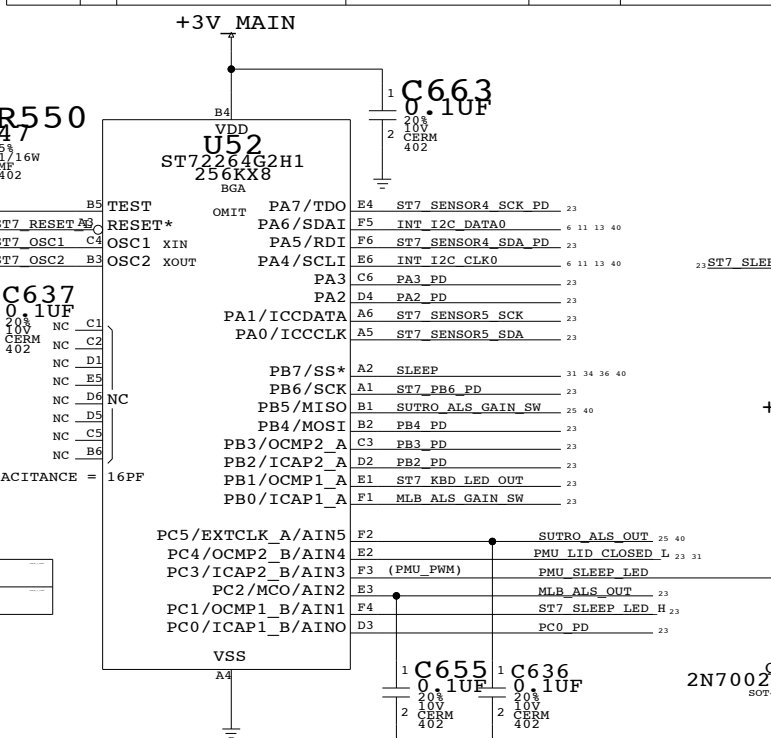 +3V_MAIN
C663
0.1UF
1
20%
10V
CERM
402
2
R550
47
5%
1/16W
MF
402
B4
VDD
U52
ST72264G2H1
256KX8
BGA
OMIT
B5 TEST
ST7_RESET_L A3 RESET*
ST7_OSC1 C4 OSC1 XIN
ST7_OSC2 B3 OSC2 XOUT
PA7/TDO E4 ST7_SENSOR4_SCK_PD 23
PA6/SDAI F5 INT_I2C_DATA0 6 11 13 40
PA5/RDI F6 ST7_SENSOR4_SDA_PD 23
PA4/SCLI E6 INT_I2C_CLK0 6 11 13 40
PA3 C6 PA3_PD 23
PA2 D4 PA2_PD 23
PA1/ICCDATA A6 ST7_SENSOR5_SCK 23
PA0/ICCCLK A5 ST7_SENSOR5_SDA 23
23 ST7_SLEE
C637
0.1UF
20%
10V
CERM
402
NC C1
NC C2
NC D1
NC E5
NC D6 NC
NC D5
NC C5
NC B6
ACITANCE = 16PF
PB7/SS* A2 SLEEP 31 34 36 40
PB6/SCK A1 ST7_PB6_PD 23
PB5/MISO B1 SUTRO_ALS_GAIN_SW 25 40
PB4/MOSI B2 PB4_PD 23
PB3/OCMP2_A C3 PB3_PD 23
PB2/ICAP2_A D2 PB2_PD 23
PB1/OCMP1_A E1 ST7_KBD_LED_OUT 23
PB0/ICAP1_A F1 MLB_ALS_GAIN_SW 23
+
PC5/EXTCLK_A/AIN5 F2 SUTRO_ALS_OUT 25 40
PC4/OCMP2_B/AIN4 E2 PMU_LID_CLOSED_L 23 31
PC3/ICAP2_B/AIN3 F3 (PMU_PWM) PMU_SLEEP_LED
PC2/MCO/AIN2 E3 MLB_ALS_OUT 23
PC1/OCMP1_B/AIN1 F4 ST7_SLEEP_LED_H 23
PC0/ICAP1_B/AIN0 D3 PC0_PD 23
VSS
A4
1 C655
0.1UF
20%
10V
2 CERM
402
1 C636
0.1UF
20%
10V
2 CERM
402
2N7002
SOT-